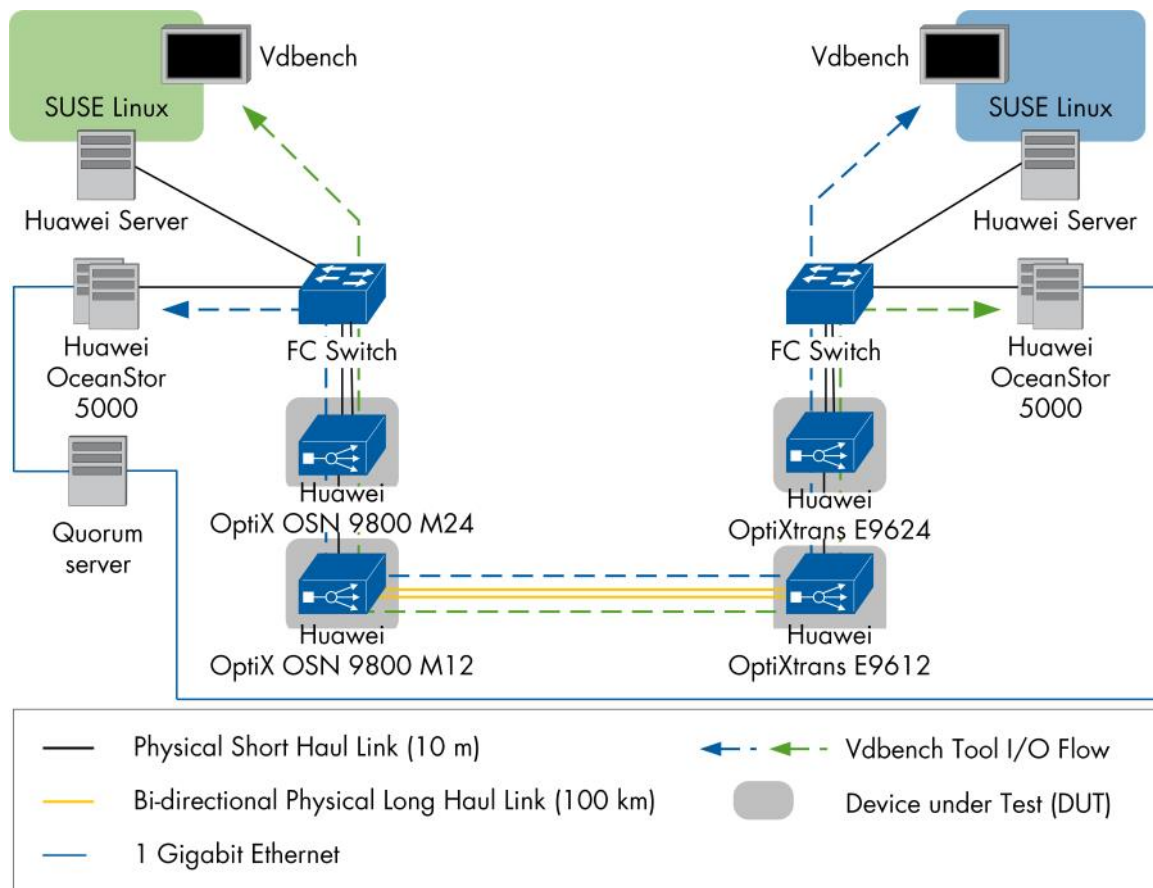 Vdbench
SUSE Linux
Huawei Server
Huawei
OceanStor
5000
Quorum
server
FC Switch
Huawei
OptiX OSN 9800 M24
Huawei
OptiX OSN 9800 M12
Vdbench
SUSE Linux
Huawei Server
FC Switch
Huawei
OceanStor
5000
Huawei
OptiXtrans E9624
Huawei
OptiXtrans E9612
Physical Short Haul Link (10 m)
Bi-directional Physical Long Haul Link (100 km)
1 Gigabit Ethernet
Vdbench Tool I/O Flow
Device under Test (DUT)